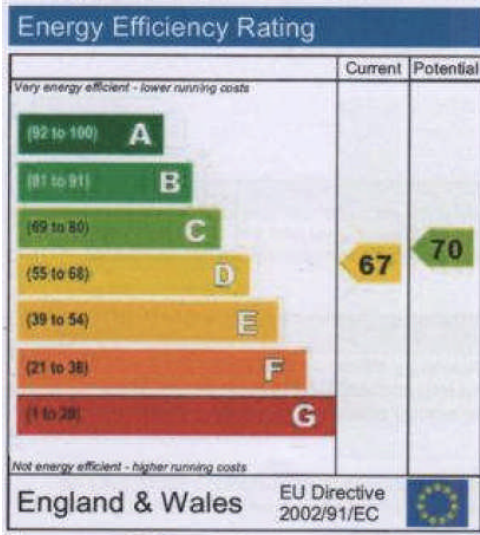 Energy Efficiency Rating
Current Potential
Very energy efficient - lower running costs
(92 to 100) A
(81 to 91) B
(69 to 80) C
(55 to 68) D
(39 to 54) E
(21 to 38) F
(1 to 20) G
67
70
Not energy efficient - higher running costs
England & Wales
EU Directive
2002/91/EC